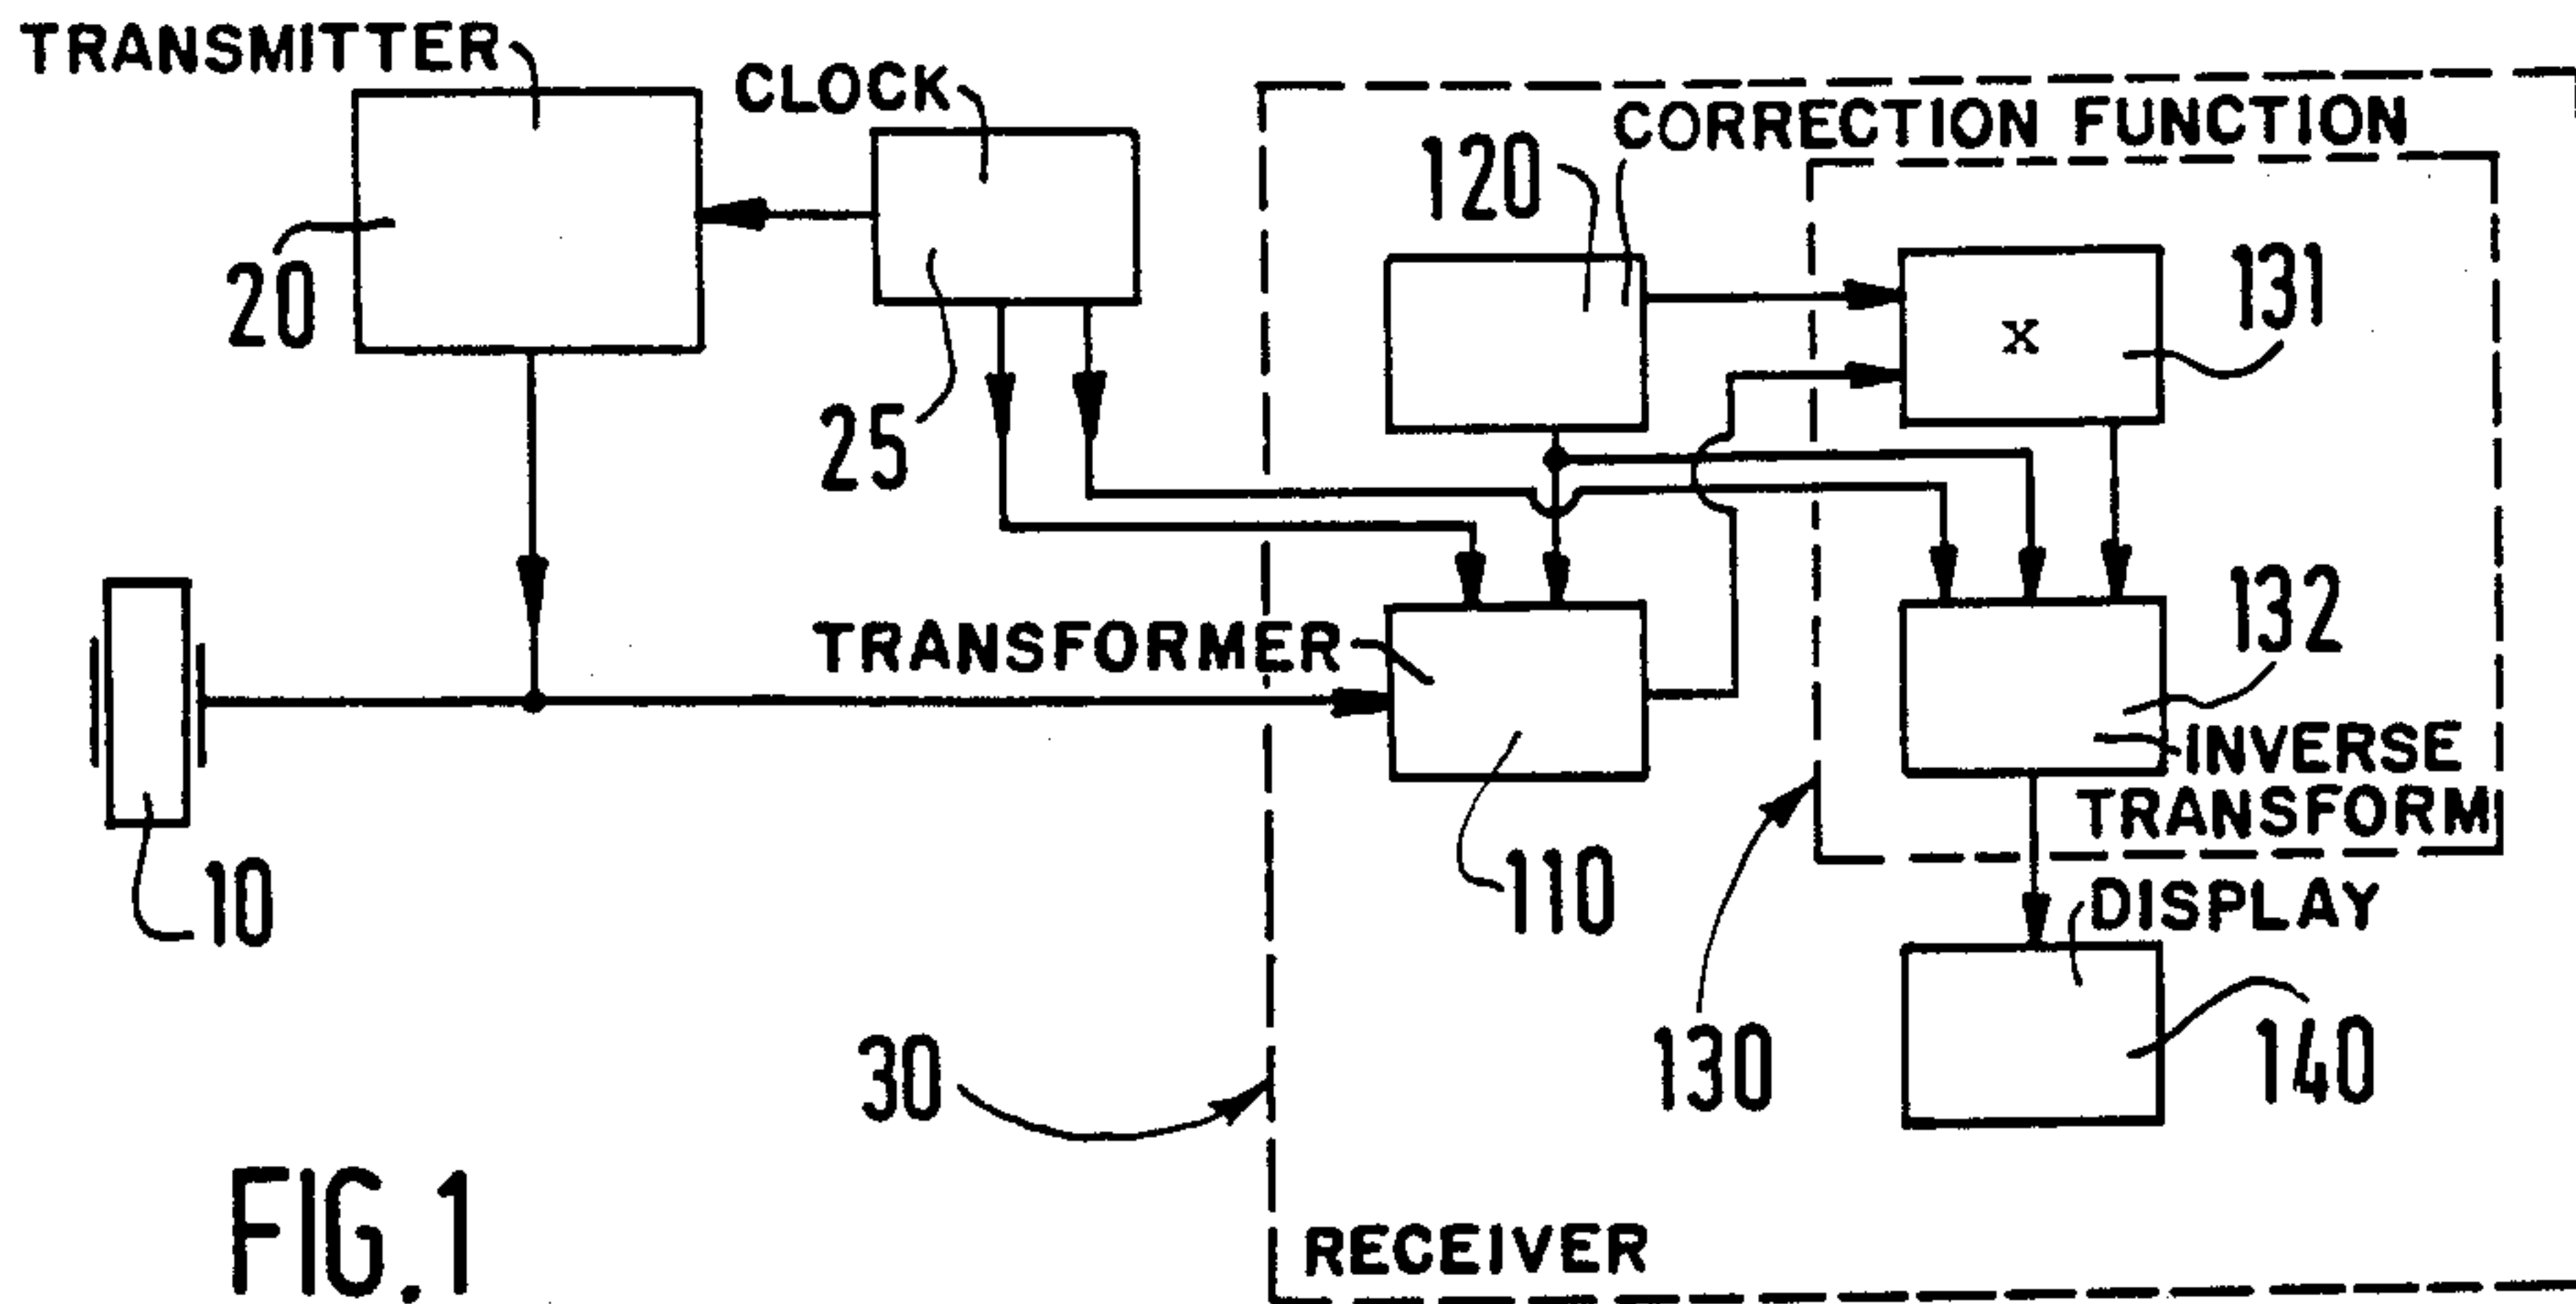 TRANSMITTER
CLOCK
CORRECTION FUNCTION
120
131
20
x
25
132
TRANSFORMER
INVERSE
TRANSFORM
10
110
DISPLAY
30
130
140
FIG.1
RECEIVER